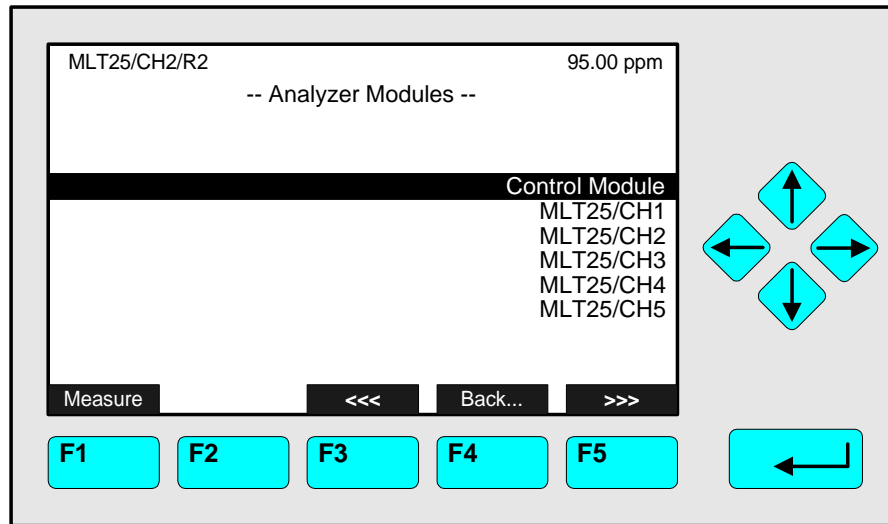 MLT25/CH2/R2 95.00 ppm
-- Analyzer Modules --
Control Module
MLT25/CH1
MLT25/CH2
MLT25/CH3
MLT25/CH4
MLT25/CH5
Measure <<< Back... >>>
F1 F2 F3 F4 F5